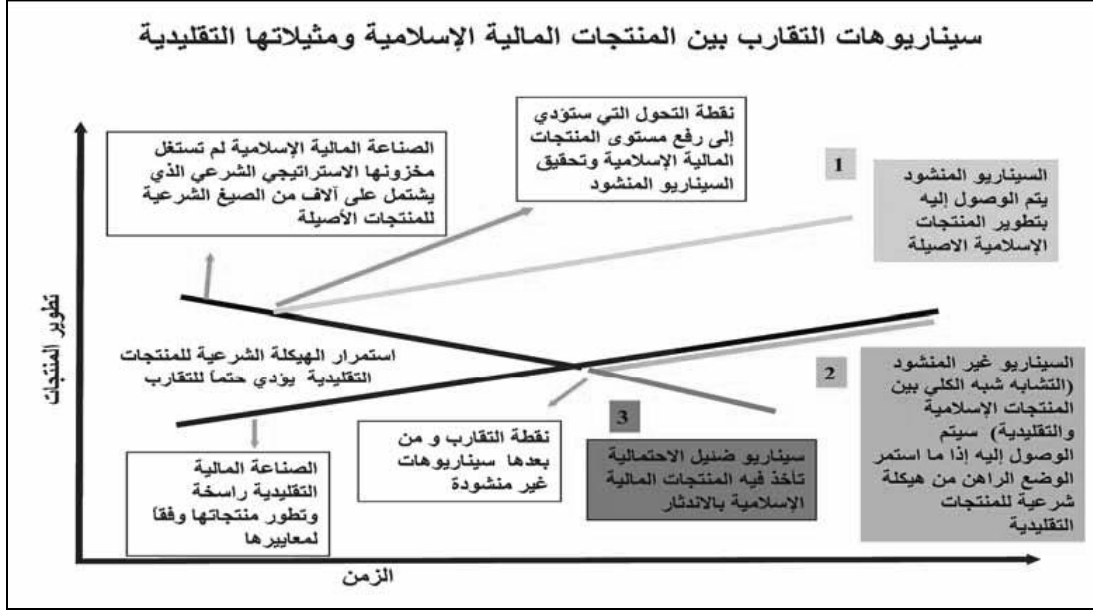 سيناريوهات التقارب بين المنتجات المالية الإسلامية ومثيلاتها التقليدية
نقطة التحول التي ستؤدي
إلى رفع مستوى المنتجات
المالية الإسلامية وتحقيق
السيناريو المنشود
الصناعة المالية الإسلامية لم تستغل
مخزونها الاستراتيجي الشرعي الذي
يشتمل على آلاف من الصيغ الشرعية
للمنتجات الأصيلة
1
السيناريو المنشود
يتم الوصول إليه
بتطوير المنتجات
الإسلامية الاصيلة
تطوير المنتجات
استمرار الهيكلة الشرعية للمنتجات
التقليدية يؤدي حتماً للتقارب
2
السيناريو غير المنشود
(التشابه شبه الكلي بين
المنتجات الإسلامية
والتقليدية) سيتم
الوصول إليه إذا ما استمر
الوضع الراهن من هيكلة
شرعية للمنتجات
التقليدية
3
سيناريو ضئيل الاحتمالية
تأخذ فيه المنتجات المالية
الإسلامية بالاندثار
نقطة التقارب و من
بعدها سيناريوهات
غير منشودة
الصناعة المالية
التقليدية راسخة
وتطور منتجاتها وفقاً
لمعاييرها
الزمن